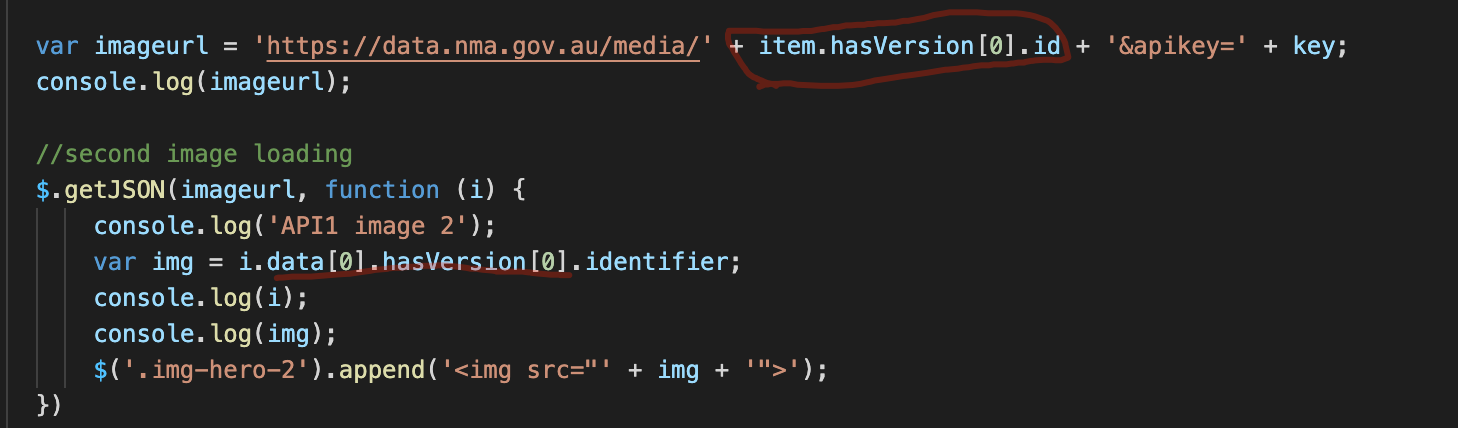 var imageurl = 'https://data.nma.gov.au/media/' + item.hasVersion[0].id + '&apikey=' + key;
console.log(imageurl);
//second image loading
$.getJSON(imageurl, function (i) {
console.log('API1 image 2');
var img = i.data[0].hasVersion[0].identifier;
console.log(i);
console.log(img);
$('.img-hero-2').append('<img src="' + img + '">');
})